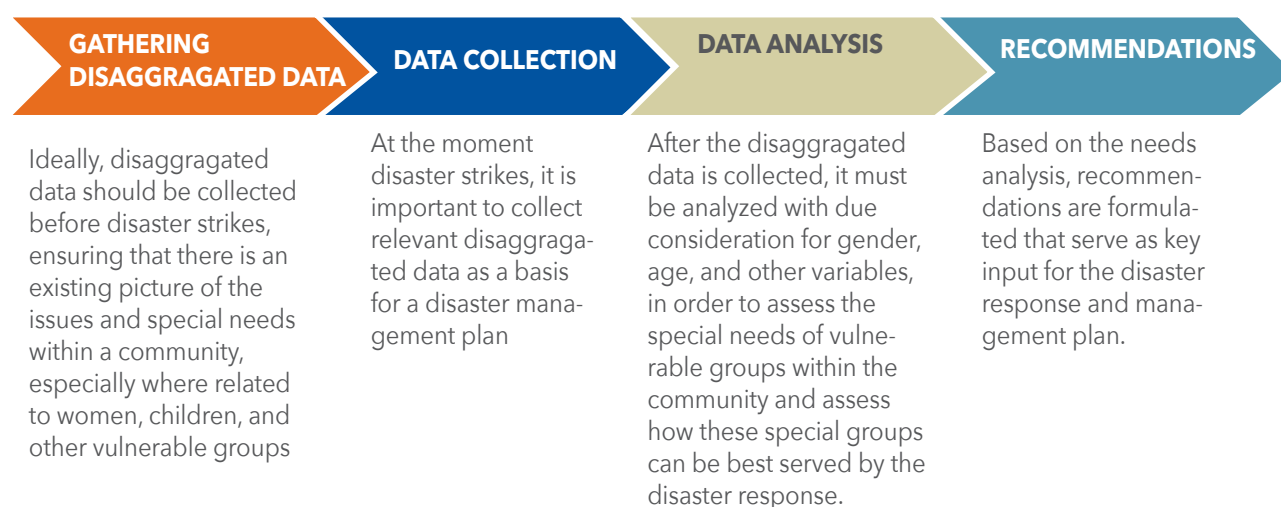 GATHERING
DISAGGRAGATED DATA
Ideally, disaggragated
data should be collected
before disaster strikes,
ensuring that there is an
existing picture of the
issues and special needs
within a community,
especially where related
to women, children, and
other vulnerable groups
DATA COLLECTION
At the moment
disaster strikes, it is
important to collect
relevant disaggraga-
ted data as a basis
for a disaster mana-
gement plan
DATA ANALYSIS
After the disaggragated
data is collected, it must
be analyzed with due
consideration for gender,
age, and other variables,
in order to assess the
special needs of vulne-
rable groups within the
community and assess
how these special groups
can be best served by the
disaster response.
RECOMMENDATIONS
Based on the needs
analysis, recommen-
dations are formula-
ted that serve as key
input for the disaster
response and mana-
gement plan.